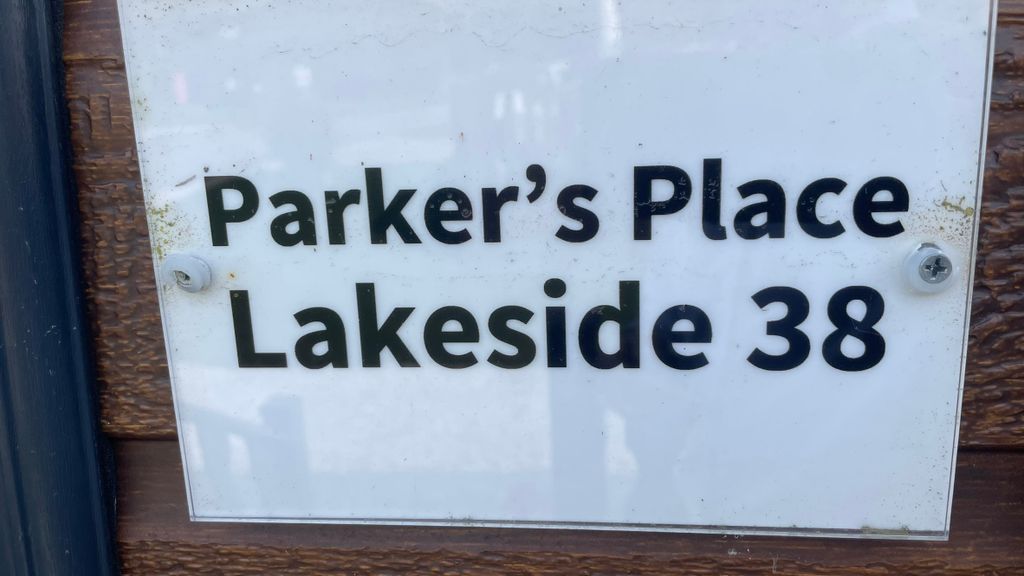 Parker’s Place
Lakeside 38